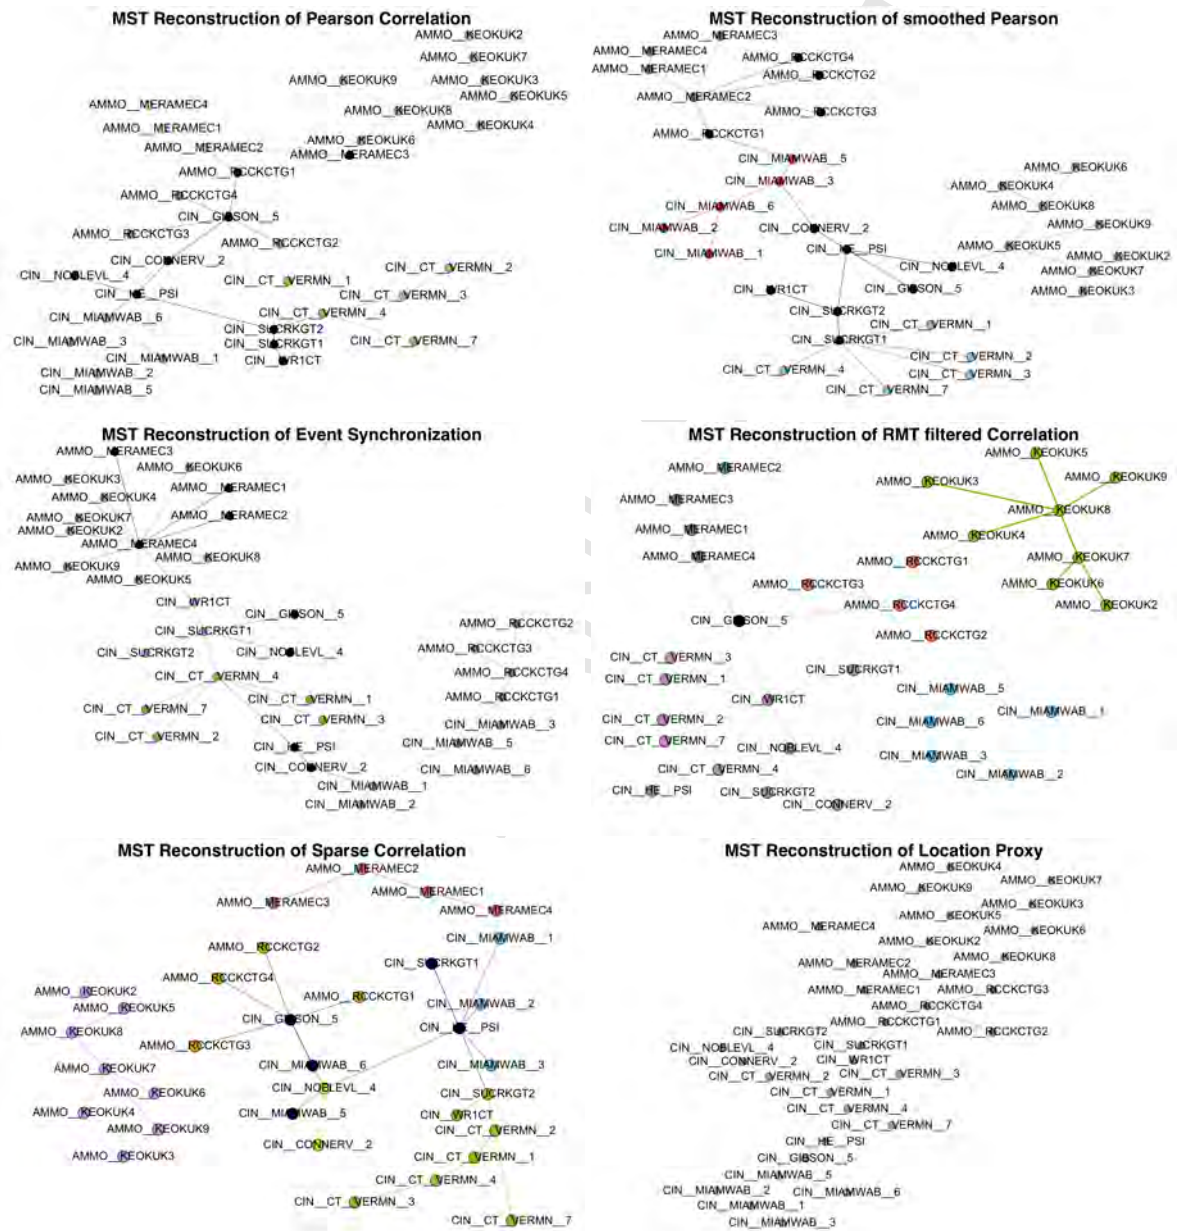 MST Reconstruction of Pearson Correlation
AMMO__KEOKUK2
AMMO__KEOKUK7
AMMO__KEOKUK9
AMMO__KEOKUK3
AMMO__KEOKUK5
AMMO__MERAMEC4
AMMO__KEOKUK8
AMMO__KEOKUK4
AMMO__MERAMEC1
AMMO__KEOKUK6
AMMO__MERAMEC2
AMMO__MERAMEC3
AMMO__RCCKCTG1
AMMO__RCCKCTG4
CIN__GIBSON__5
AMMO__RCCKCTG3
AMMO__RCCKCTG2
CIN__CONNERV__2
CIN__NOBLEVL__4
CIN__CT__VERMN__2
CIN__CT__VERMN__1
CIN__HE__PSI
CIN__CT__VERMN__3
CIN__MIAMWAB__6
CIN__CT__VERMN__4
CIN__SUCRKGT2
CIN__MIAMWAB__3
CIN__SUCRKGT1
CIN__CT__VERMN__7
CIN__MIAMWAB__1
CIN__WR1CT
CIN__MIAMWAB__2
CIN__MIAMWAB__5
MST Reconstruction of smoothed Pearson
AMMO__MERAMEC3
AMMO__MERAMEC4
AMMO__RCCKCTG4
AMMO__MERAMEC1
AMMO__RCCKCTG2
AMMO__MERAMEC2
AMMO__RCCKCTG3
AMMO__RCCKCTG1
CIN__MIAMWAB__5
AMMO__KEOKUK6
CIN__MIAMWAB__3
AMMO__KEOKUK4
CIN__MIAMWAB__6
AMMO__KEOKUK8
CIN__MIAMWAB__2
CIN__CONNERV__2
AMMO__KEOKUK9
CIN__MIAMWAB__1
CIN__HE__PSI
AMMO__KEOKUK5
AMMO__KEOKUK2
CIN__NOBLEVL__4
AMMO__KEOKUK7
CIN__WR1CT
CIN__GIBSON__5
AMMO__KEOKUK3
CIN__SUCRKGT2
CIN__CT__VERMN__1
CIN__SUCRKGT1
CIN__CT__VERMN__2
CIN__CT__VERMN__4
CIN__CT__VERMN__3
CIN__CT__VERMN__7
MST Reconstruction of Event Synchronization
AMMO__MERAMEC3
AMMO__KEOKUK6
AMMO__KEOKUK3
AMMO__MERAMEC1
AMMO__KEOKUK4
AMMO__KEOKUK7
AMMO__MERAMEC2
AMMO__KEOKUK2
AMMO__MERAMEC4
AMMO__KEOKUK8
AMMO__KEOKUK9
AMMO__KEOKUK5
CIN__WR1CT
CIN__GIBSON__5
AMMO__RCCKCTG2
CIN__SUCRKGT1
AMMO__RCCKCTG3
CIN__SUCRKGT2
CIN__NOBLEVL__4
AMMO__RCCKCTG4
CIN__CT__VERMN__4
AMMO__RCCKCTG1
CIN__CT__VERMN__1
CIN__CT__VERMN__7
CIN__CT__VERMN__3
CIN__MIAMWAB__3
CIN__CT__VERMN__2
CIN__MIAMWAB__5
CIN__HE__PSI
CIN__CONNERV__2
CIN__MIAMWAB__6
CIN__MIAMWAB__1
CIN__MIAMWAB__2
MST Reconstruction of RMT filtered Correlation
AMMO__KEOKUK5
AMMO__MERAMEC2
AMMO__KEOKUK9
AMMO__KEOKUK3
AMMO__MERAMEC3
AMMO__KEOKUK8
AMMO__MERAMEC1
AMMO__KEOKUK4
AMMO__MERAMEC4
AMMO__RCCKCTG1
AMMO__KEOKUK7
AMMO__RCCKCTG3
AMMO__KEOKUK6
AMMO__RCCKCTG4
AMMO__KEOKUK2
CIN__GIBSON__5
AMMO__RCCKCTG2
CIN__CT__VERMN__3
CIN__SUCRKGT1
CIN__CT__VERMN__1
CIN__MIAMWAB__5
CIN__WR1CT
CIN__MIAMWAB__1
CIN__CT__VERMN__2
CIN__MIAMWAB__6
CIN__CT__VERMN__7
CIN__NOBLEVL__4
CIN__MIAMWAB__3
CIN__CT__VERMN__4
CIN__MIAMWAB__2
CIN__HE__PSI
CIN__SUCRKGT2
CIN__CONNERV__2
MST Reconstruction of Sparse Correlation
AMMO__MERAMEC2
AMMO__MERAMEC1
AMMO__MERAMEC3
AMMO__MERAMEC4
CIN__MIAMWAB__1
AMMO__RCCKCTG2
CIN__SUCRKGT1
AMMO__RCCKCTG4
AMMO__KEOKUK2
AMMO__RCCKCTG1
CIN__MIAMWAB__2
AMMO__KEOKUK5
CIN__GIBSON__5
CIN__HE__PSI
AMMO__KEOKUK8
AMMO__RCCKCTG3
CIN__MIAMWAB__6
CIN__MIAMWAB__3
AMMO__KEOKUK7
CIN__NOBLEVL__4
CIN__SUCRKGT2
AMMO__KEOKUK6
AMMO__KEOKUK4
CIN__MIAMWAB__5
CIN__WR1CT
AMMO__KEOKUK9
CIN__CT__VERMN__2
CIN__CONNERV__2
AMMO__KEOKUK3
CIN__CT__VERMN__1
CIN__CT__VERMN__4
CIN__CT__VERMN__3
CIN__CT__VERMN__7
MST Reconstruction of Location Proxy
AMMO__KEOKUK4
AMMO__KEOKUK7
AMMO__KEOKUK9
AMMO__KEOKUK3
AMMO__KEOKUK5
AMMO__MERAMEC4
AMMO__KEOKUK6
AMMO__KEOKUK2
AMMO__KEOKUK8
AMMO__MERAMEC2
AMMO__MERAMEC3
AMMO__MERAMEC1
AMMO__RCCKCTG3
AMMO__RCCKCTG4
AMMO__RCCKCTG1
AMMO__RCCKCTG2
CIN__SUCRKGT2
CIN__NOBLEVL__4
CIN__SUCRKGT1
CIN__CONNERV__2
CIN__WR1CT
CIN__CT__VERMN__2
CIN__CT__VERMN__3
CIN__CT__VERMN__1
CIN__CT__VERMN__4
CIN__CT__VERMN__7
CIN__HE__PSI
CIN__GIBSON__5
CIN__MIAMWAB__5
CIN__MIAMWAB__2
CIN__MIAMWAB__6
CIN__MIAMWAB__1
CIN__MIAMWAB__3